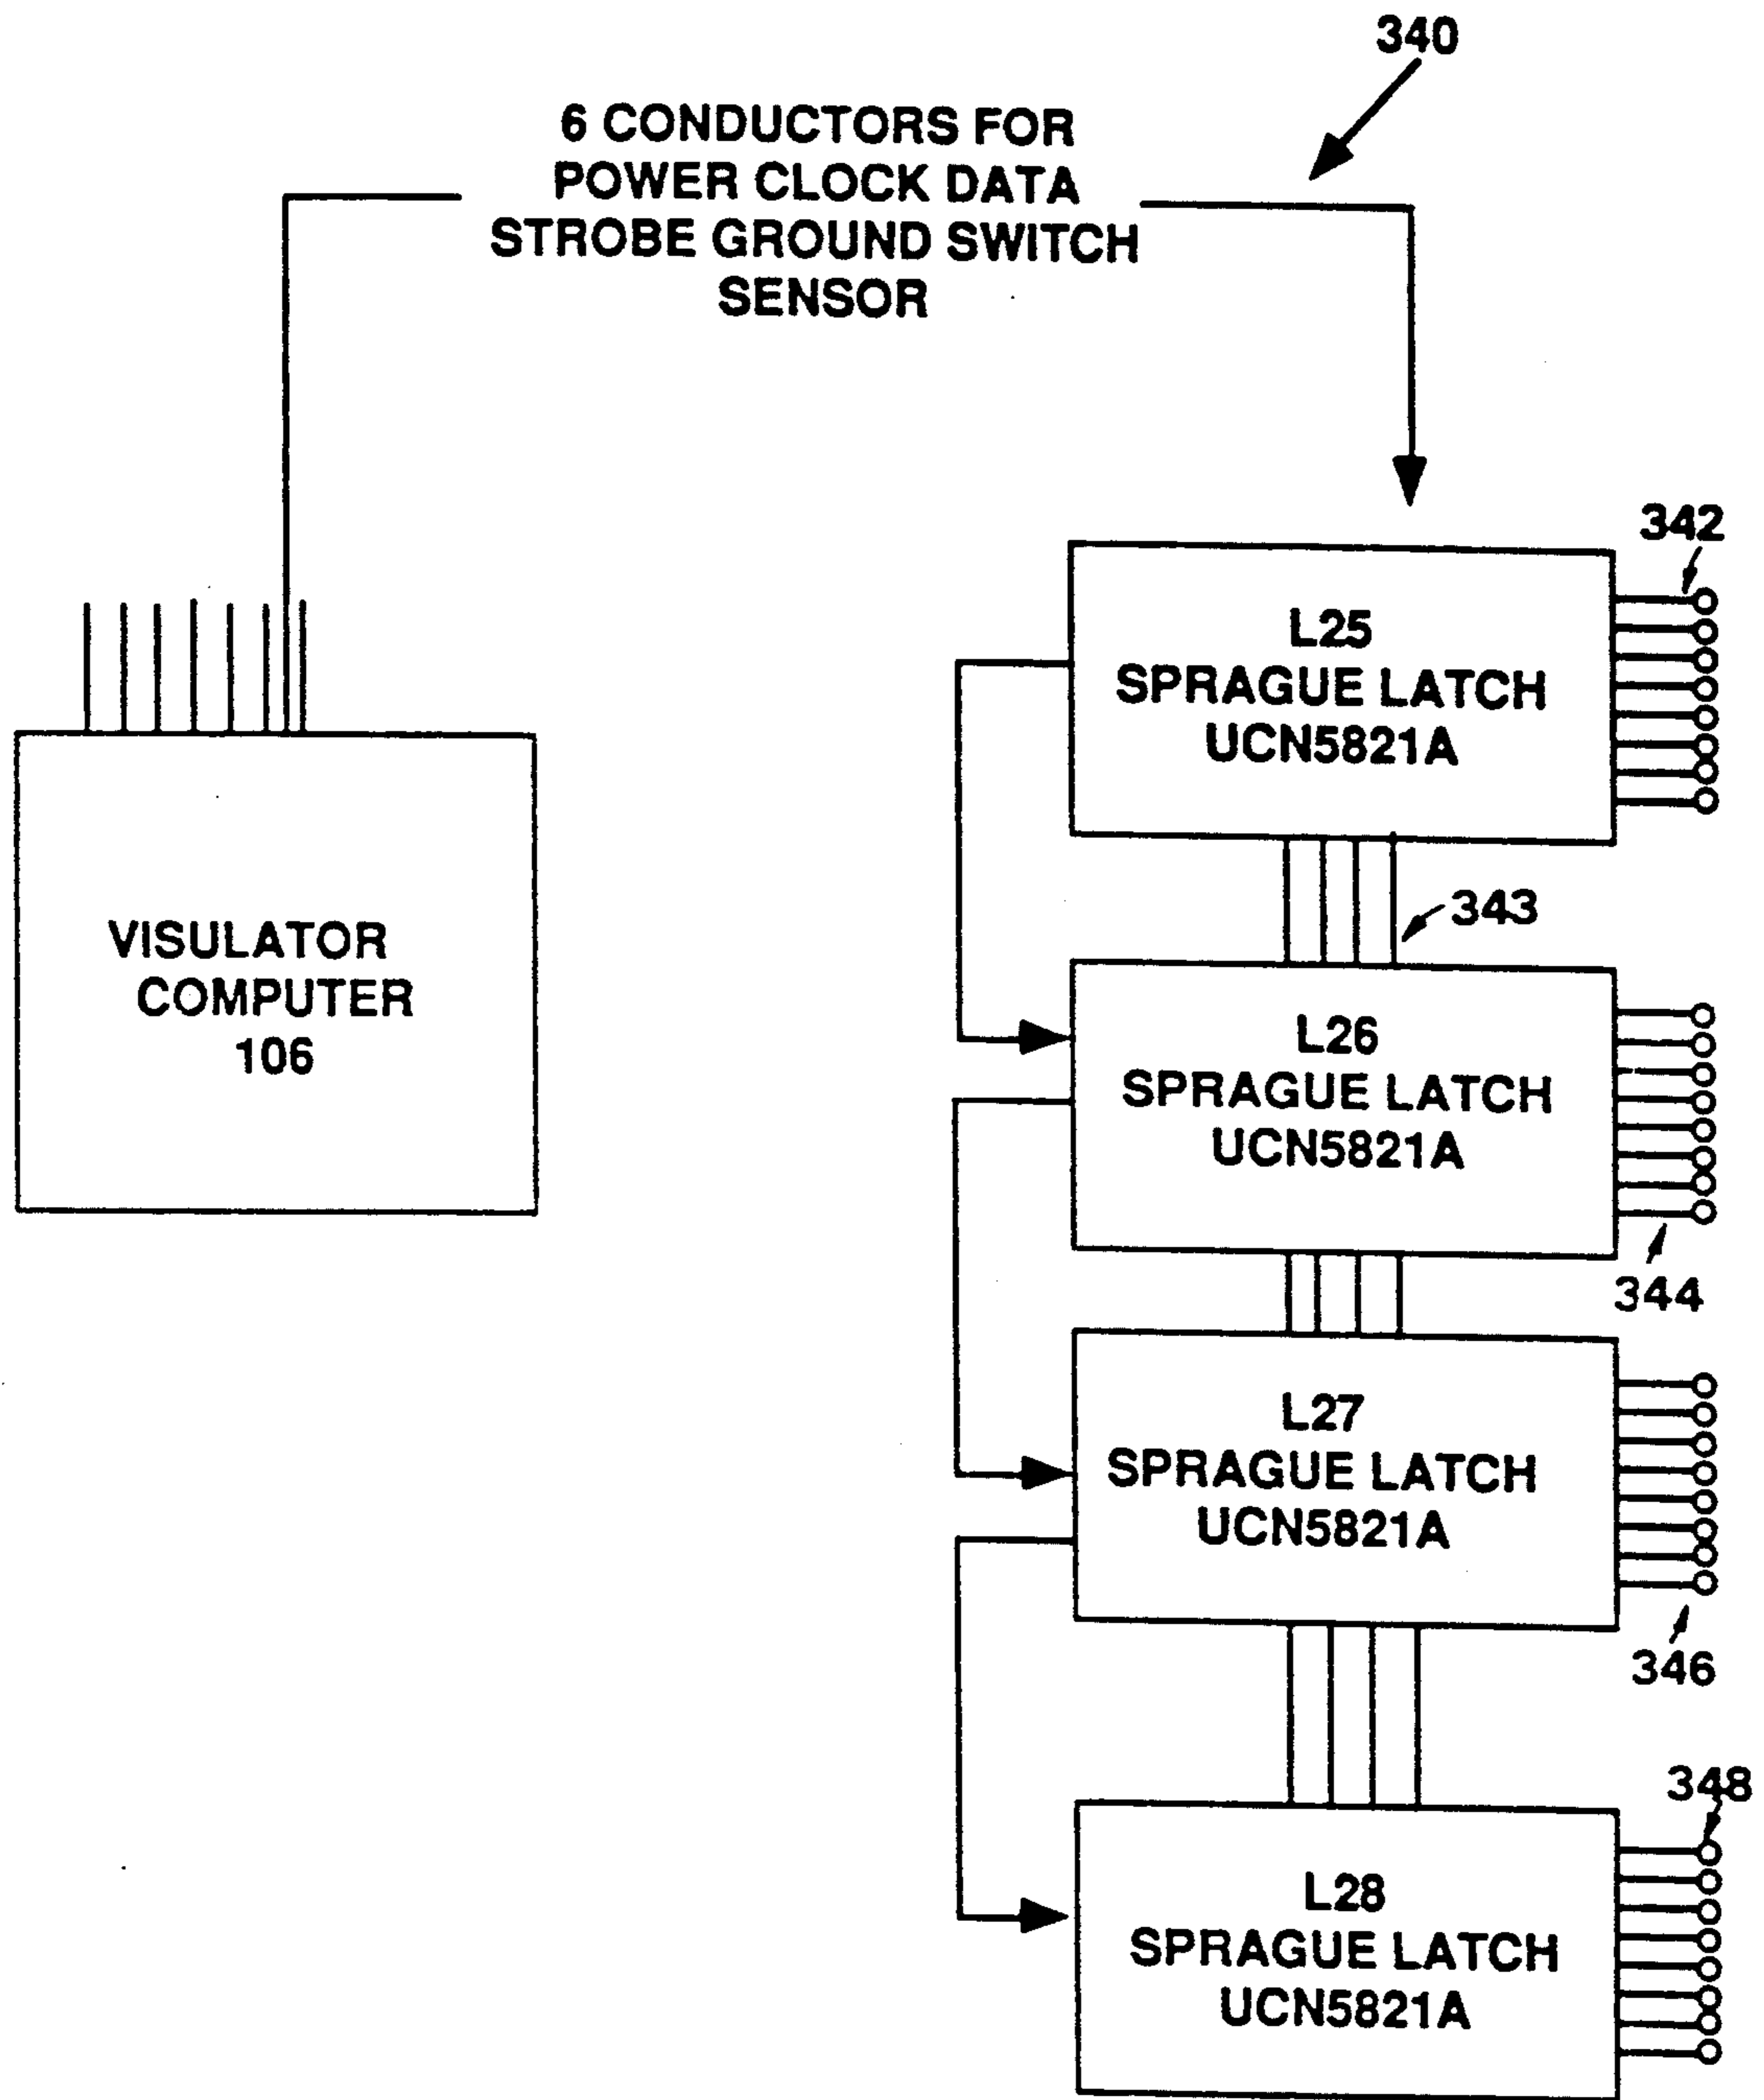 340
6 CONDUCTORS FOR
POWER CLOCK DATA
STROBE GROUND SWITCH
SENSOR
342
L25
SPRAGUE LATCH
UCN5821A
343
VISULATOR
COMPUTER
106
L26
SPRAGUE LATCH
UCN5821A
344
L27
SPRAGUE LATCH
UCN5821A
346
348
L28
SPRAGUE LATCH
UCN5821A